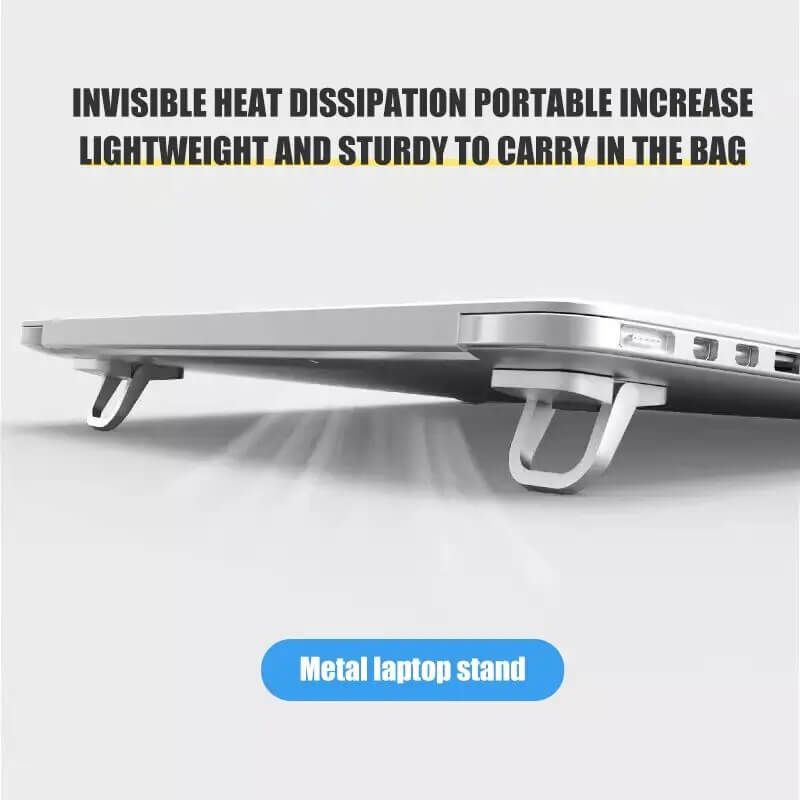 INVISIBLE HEAT DISSIPATION PORTABLE INCREASE
LIGHTWEIGHT AND STURDY TO CARRY IN THE BAG
Metal laptop stand